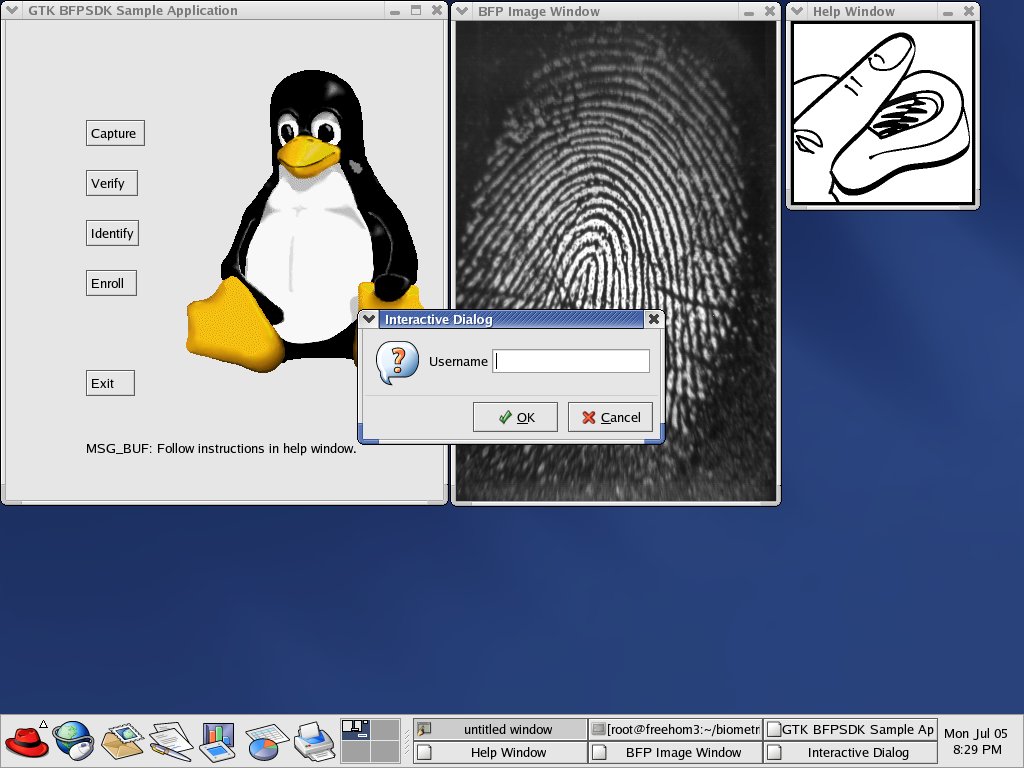 GTK BFPSDK Sample Application
BFP Image Window
Help Window
Capture
Verify
Identify
Enroll
Exit
MSG_BUF: Follow instructions in help window.
Interactive Dialog
Username
OK
Cancel
untitled window
[root@freehom3:~/biometr
GTK BFPSDK Sample Ap
Help Window
BFP Image Window
Interactive Dialog
Mon Jul 05
8:29 PM